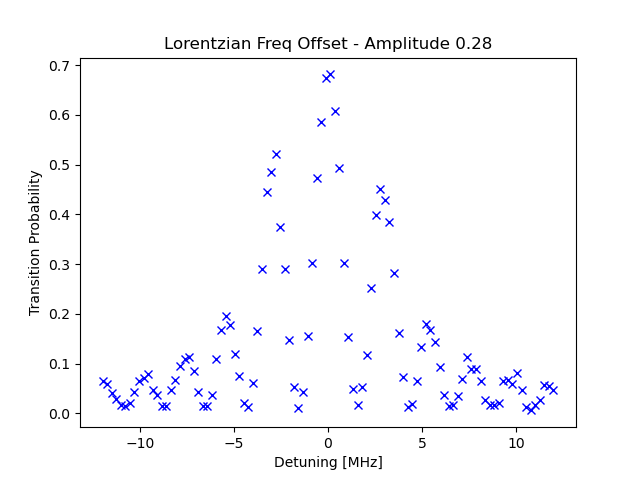 Lorentzian Freq Offset - Amplitude 0.28
Transition Probability
0.7
0.6
0.5
0.4
0.3
0.2
0.1
0.0
−10 −5 0 5 10
Detuning [MHz]